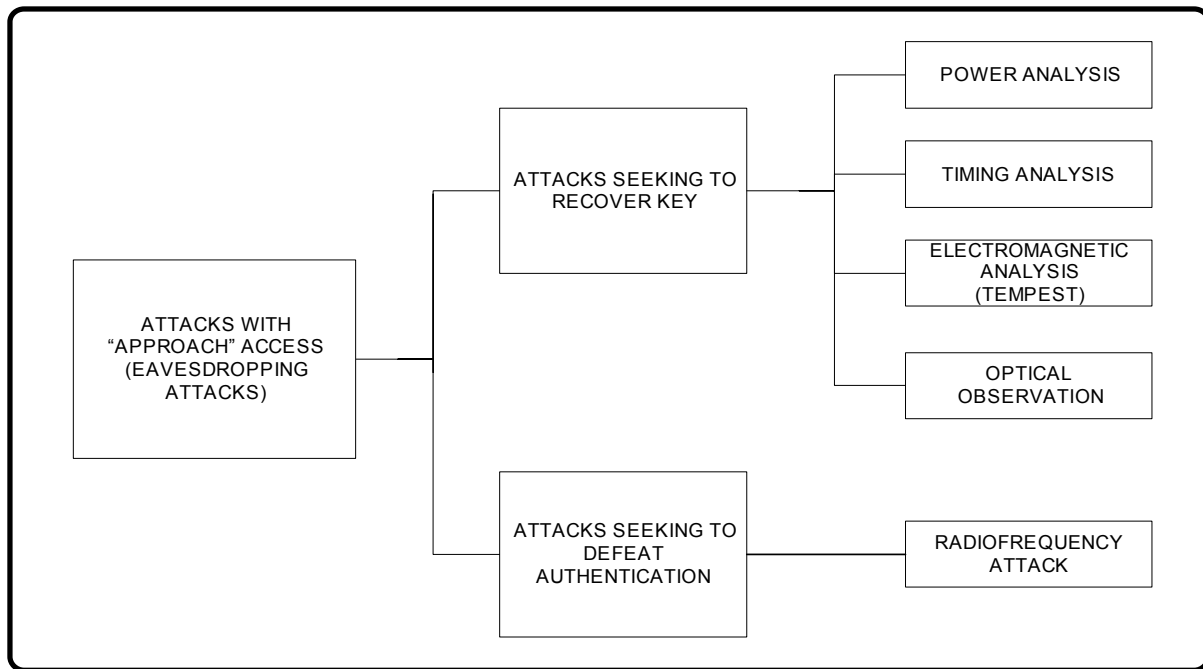 ATTACKS WITH
“APPROACH” ACCESS
(EAVESDROPPING
ATTACKS)
ATTACKS SEEKING TO
RECOVER KEY
POWER ANALYSIS
TIMING ANALYSIS
ELECTROMAGNETIC
ANALYSIS
(TEMPEST)
OPTICAL
OBSERVATION
ATTACKS SEEKING TO
DEFEAT
AUTHENTICATION
RADIOFREQUENCY
ATTACK